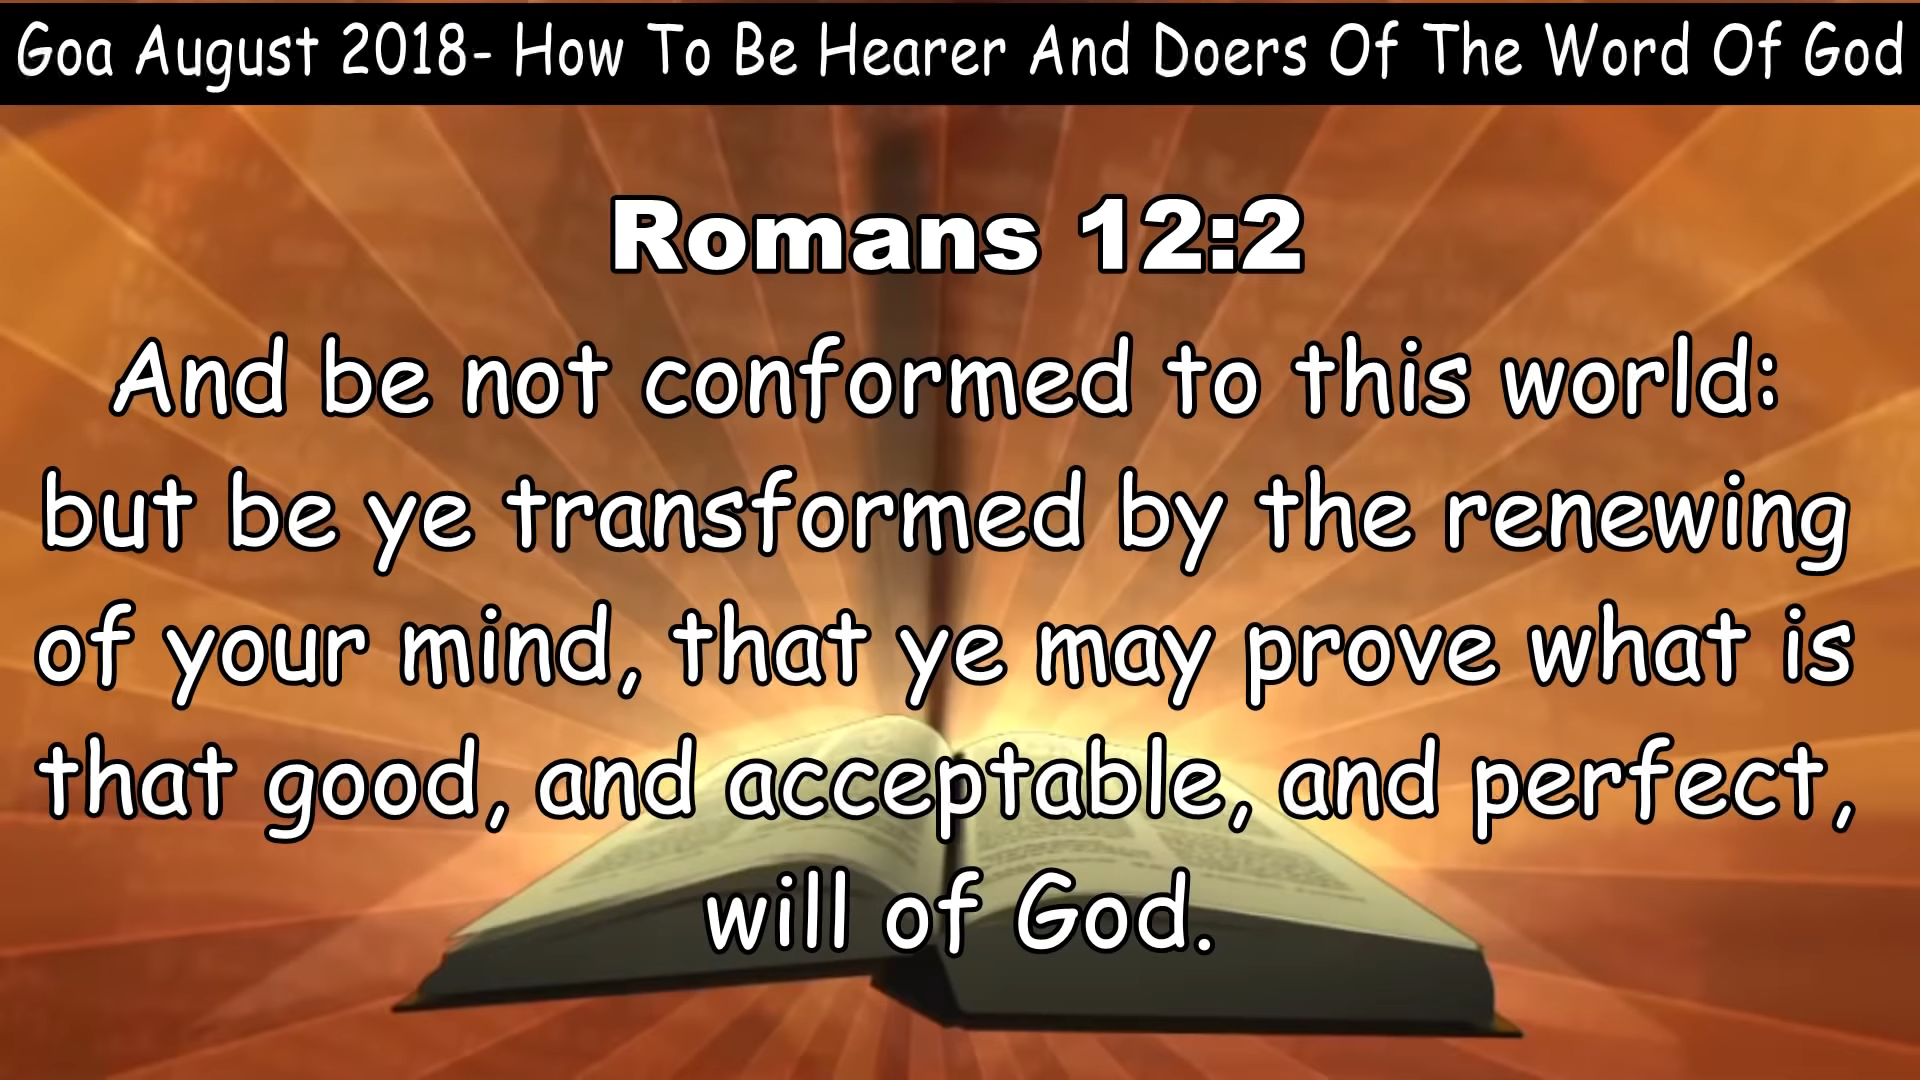 Goa August 2018- How To Be Hearer And Doers Of The Word Of God
Romans 12:2
And be not conformed to this world:
but be ye transformed by the renewing
of your mind, that ye may prove what is
that good, and acceptable, and perfect,
will of God.